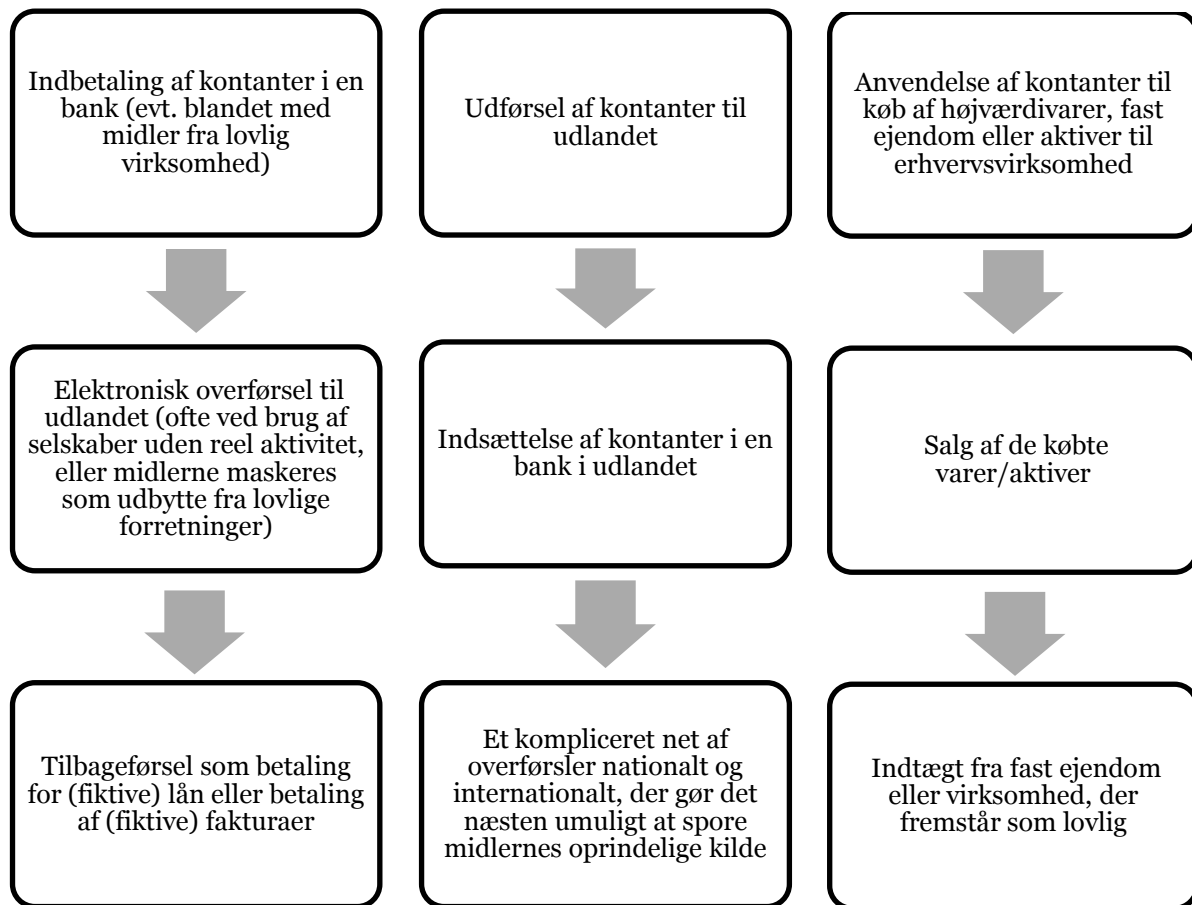 Indbetaling af kontanter i en
bank (evt. blandet med
midler fra lovlig
virksomhed)
Udførsel af kontanter til
udlandet
Anvendelse af kontanter til
køb af højværdivarer, fast
ejendom eller aktiver til
erhvervsvirksomhed
Elektronisk overførsel til
udlandet (ofte ved brug af
selskaber uden reel aktivitet,
eller midlerne maskeres
som udbytte fra lovlige
forretninger)
Indsættelse af kontanter i en
bank i udlandet
Salg af de købte
varer/aktiver
Tilbageførsel som betaling
for (fiktive) lån eller betaling
af (fiktive) fakturaer
Et kompliceret net af
overførsler nationalt og
internationalt, der gør det
næsten umuligt at spore
midlernes oprindelige kilde
Indtægt fra fast ejendom
eller virksomhed, der
fremstår som lovlig